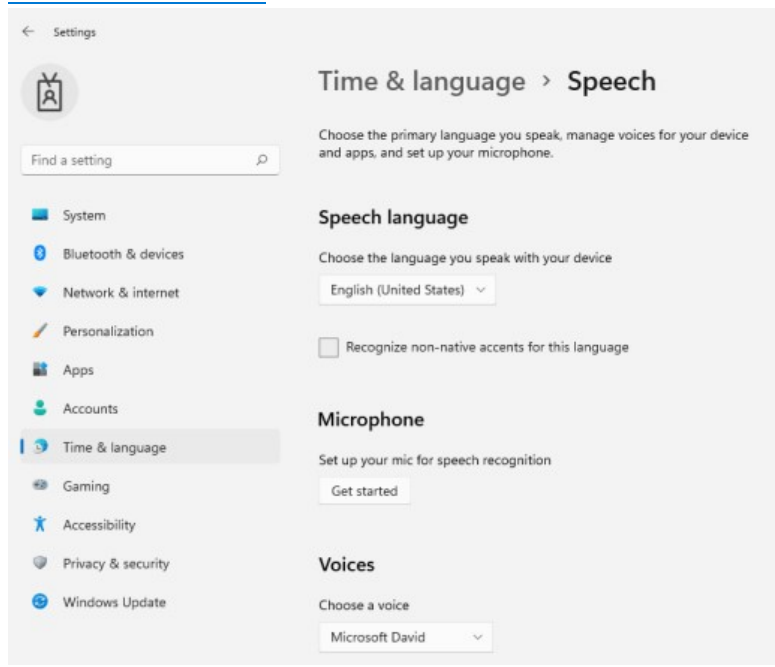 Settings
Time & language > Speech
Choose the primary language you speak, manage voices for your device
and apps, and set up your microphone.
Find a setting
System
Bluetooth & devices
Network & internet
Personalization
Apps
Accounts
Time & language
Gaming
Accessibility
Privacy & security
Windows Update
Speech language
Choose the language you speak with your device
English (United States)
Recognize non-native accents for this language
Microphone
Set up your mic for speech recognition
Get started
Voices
Choose a voice
Microsoft David